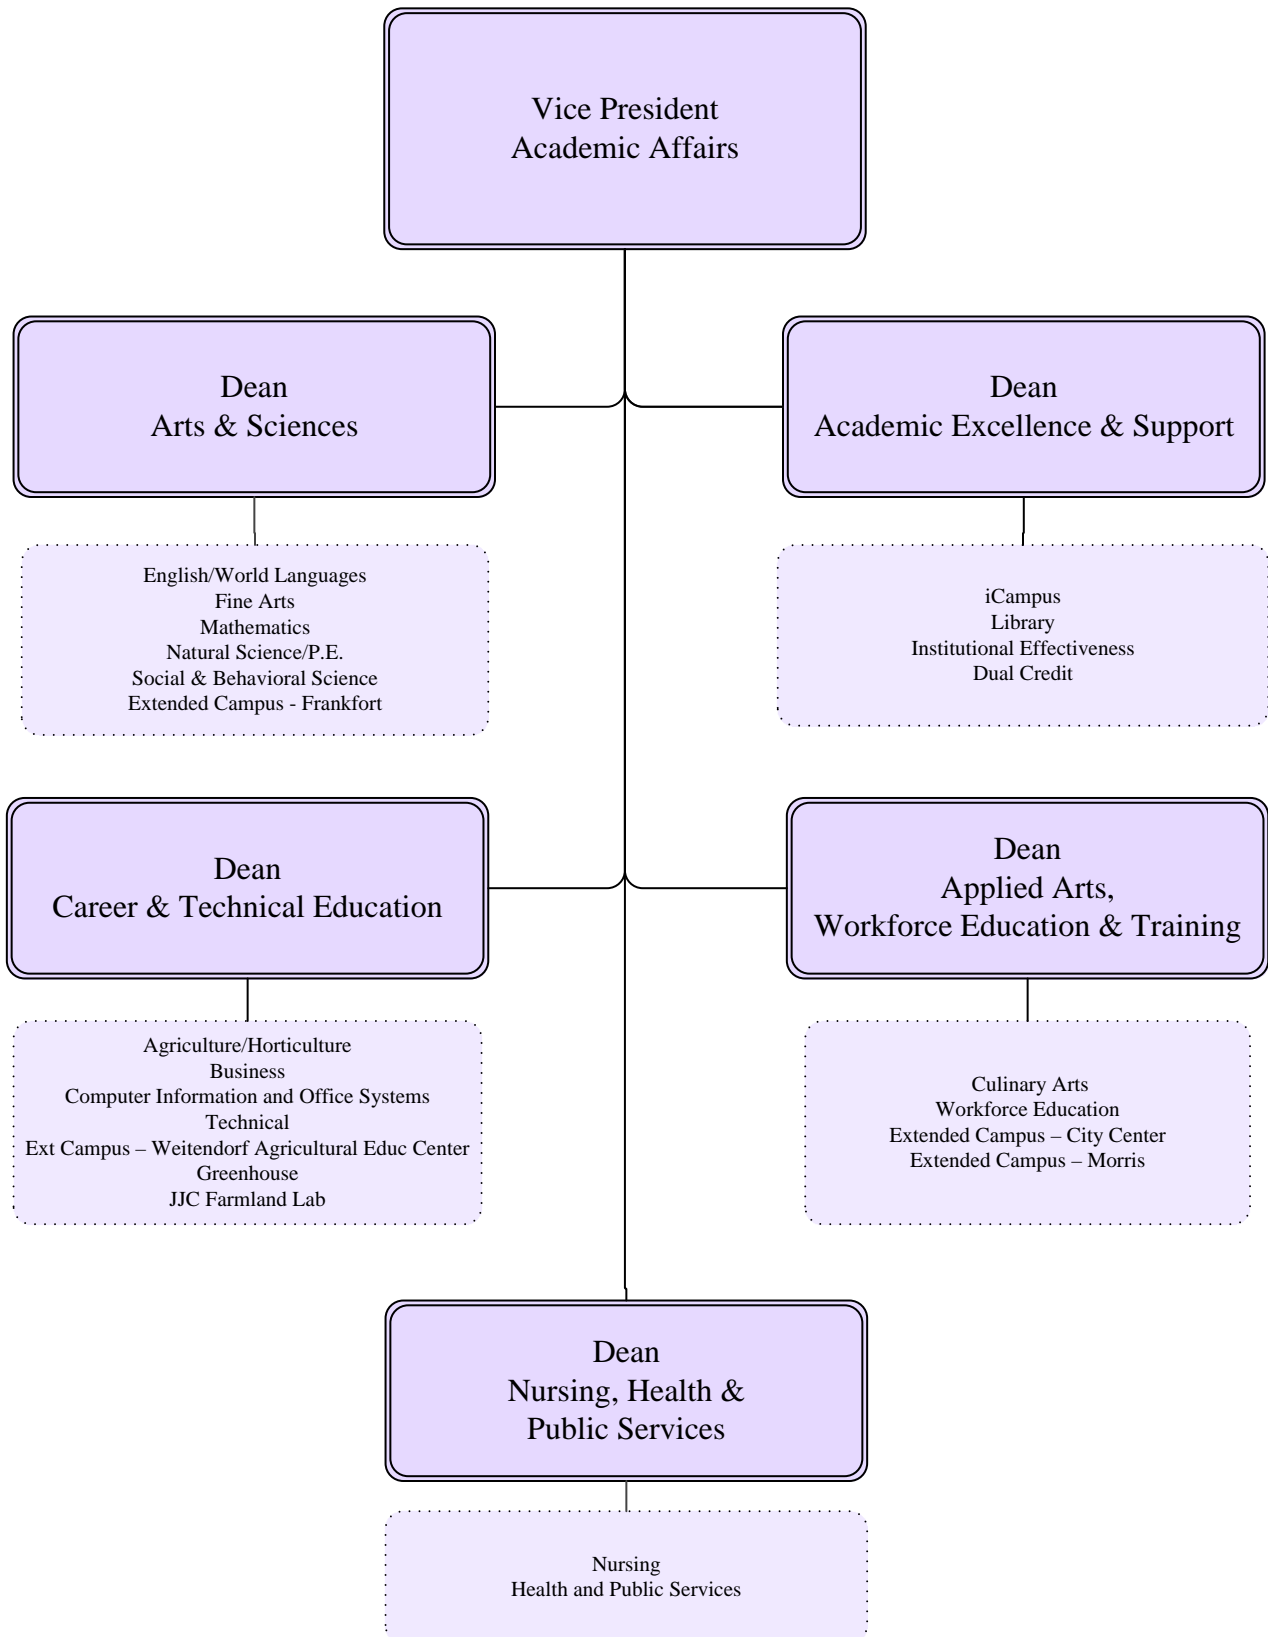 Vice President
Academic Affairs
Dean
Arts & Sciences
Dean
Academic Excellence & Support
English/World Languages
Fine Arts
Mathematics
Natural Science/P.E.
Social & Behavioral Science
Extended Campus - Frankfort
iCampus
Library
Institutional Effectiveness
Dual Credit
Dean
Career & Technical Education
Dean
Applied Arts,
Workforce Education & Training
Agriculture/Horticulture
Business
Computer Information and Office Systems
Technical
Ext Campus – Weitendorf Agricultural Educ Center
Greenhouse
JJC Farmland Lab
Culinary Arts
Workforce Education
Extended Campus – City Center
Extended Campus – Morris
Dean
Nursing, Health &
Public Services
Nursing
Health and Public Services